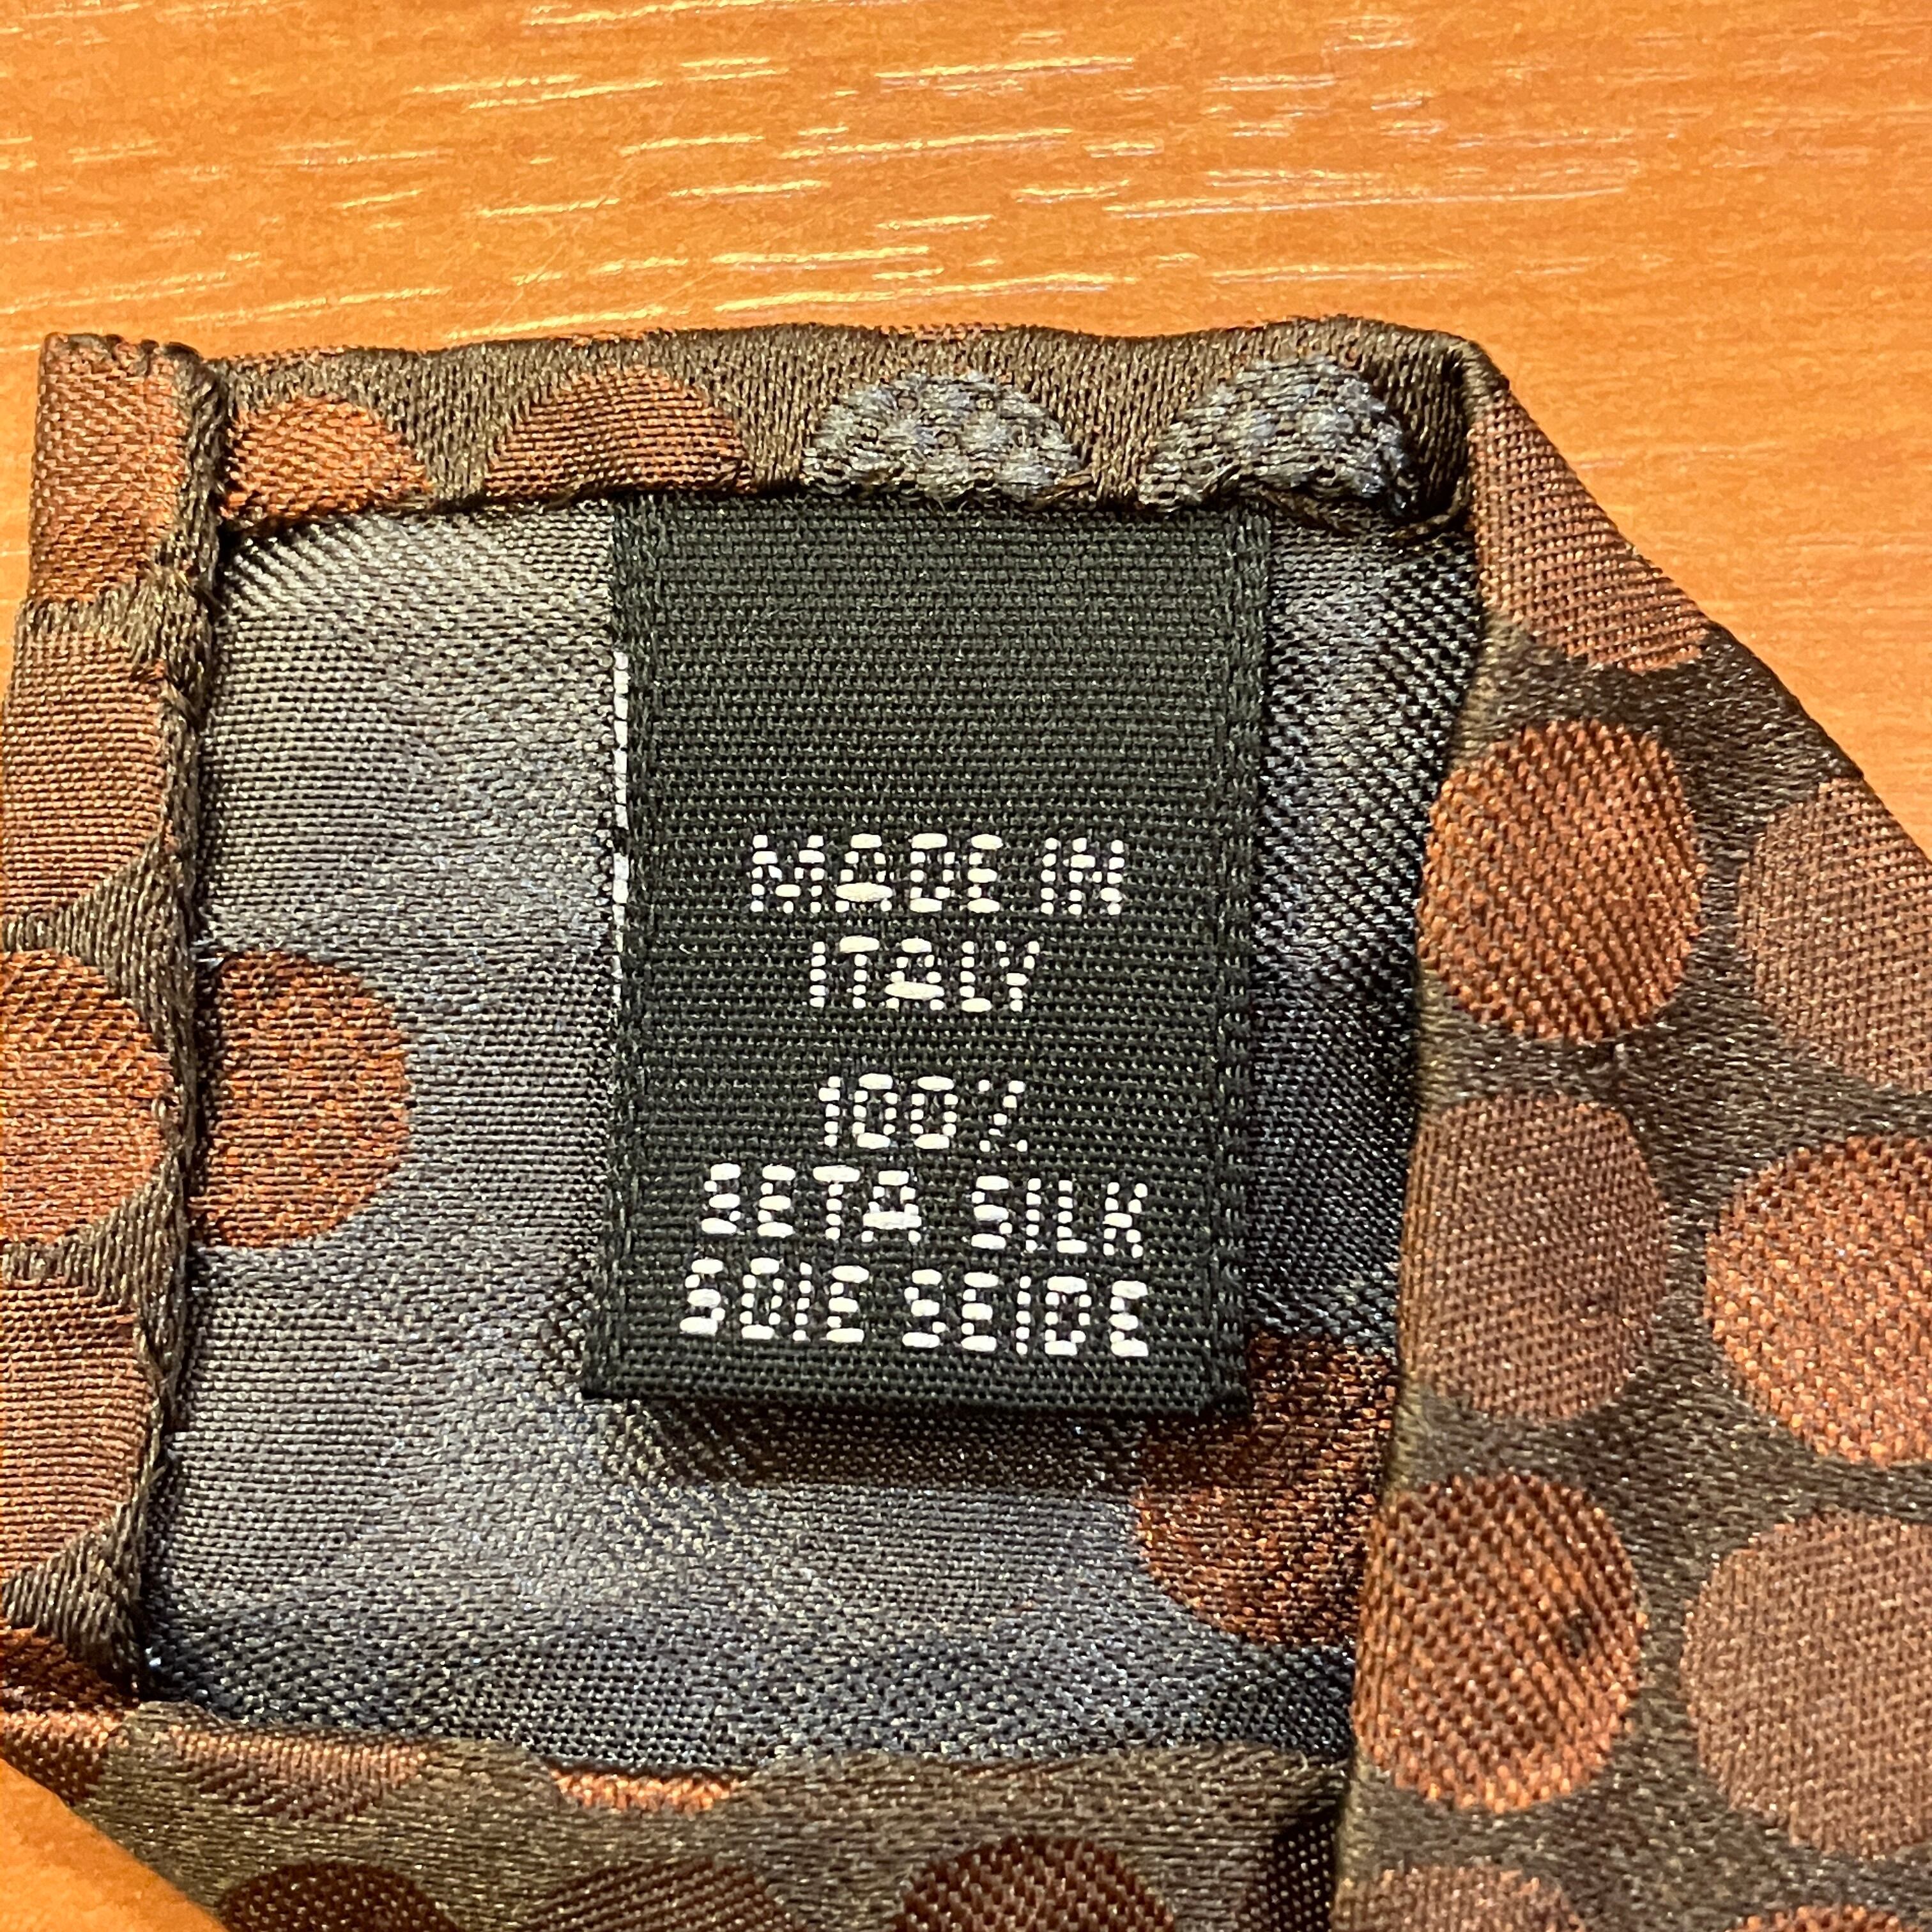 MADE IN
ITALY
100%
SETA SILK
SOIE SEIDE